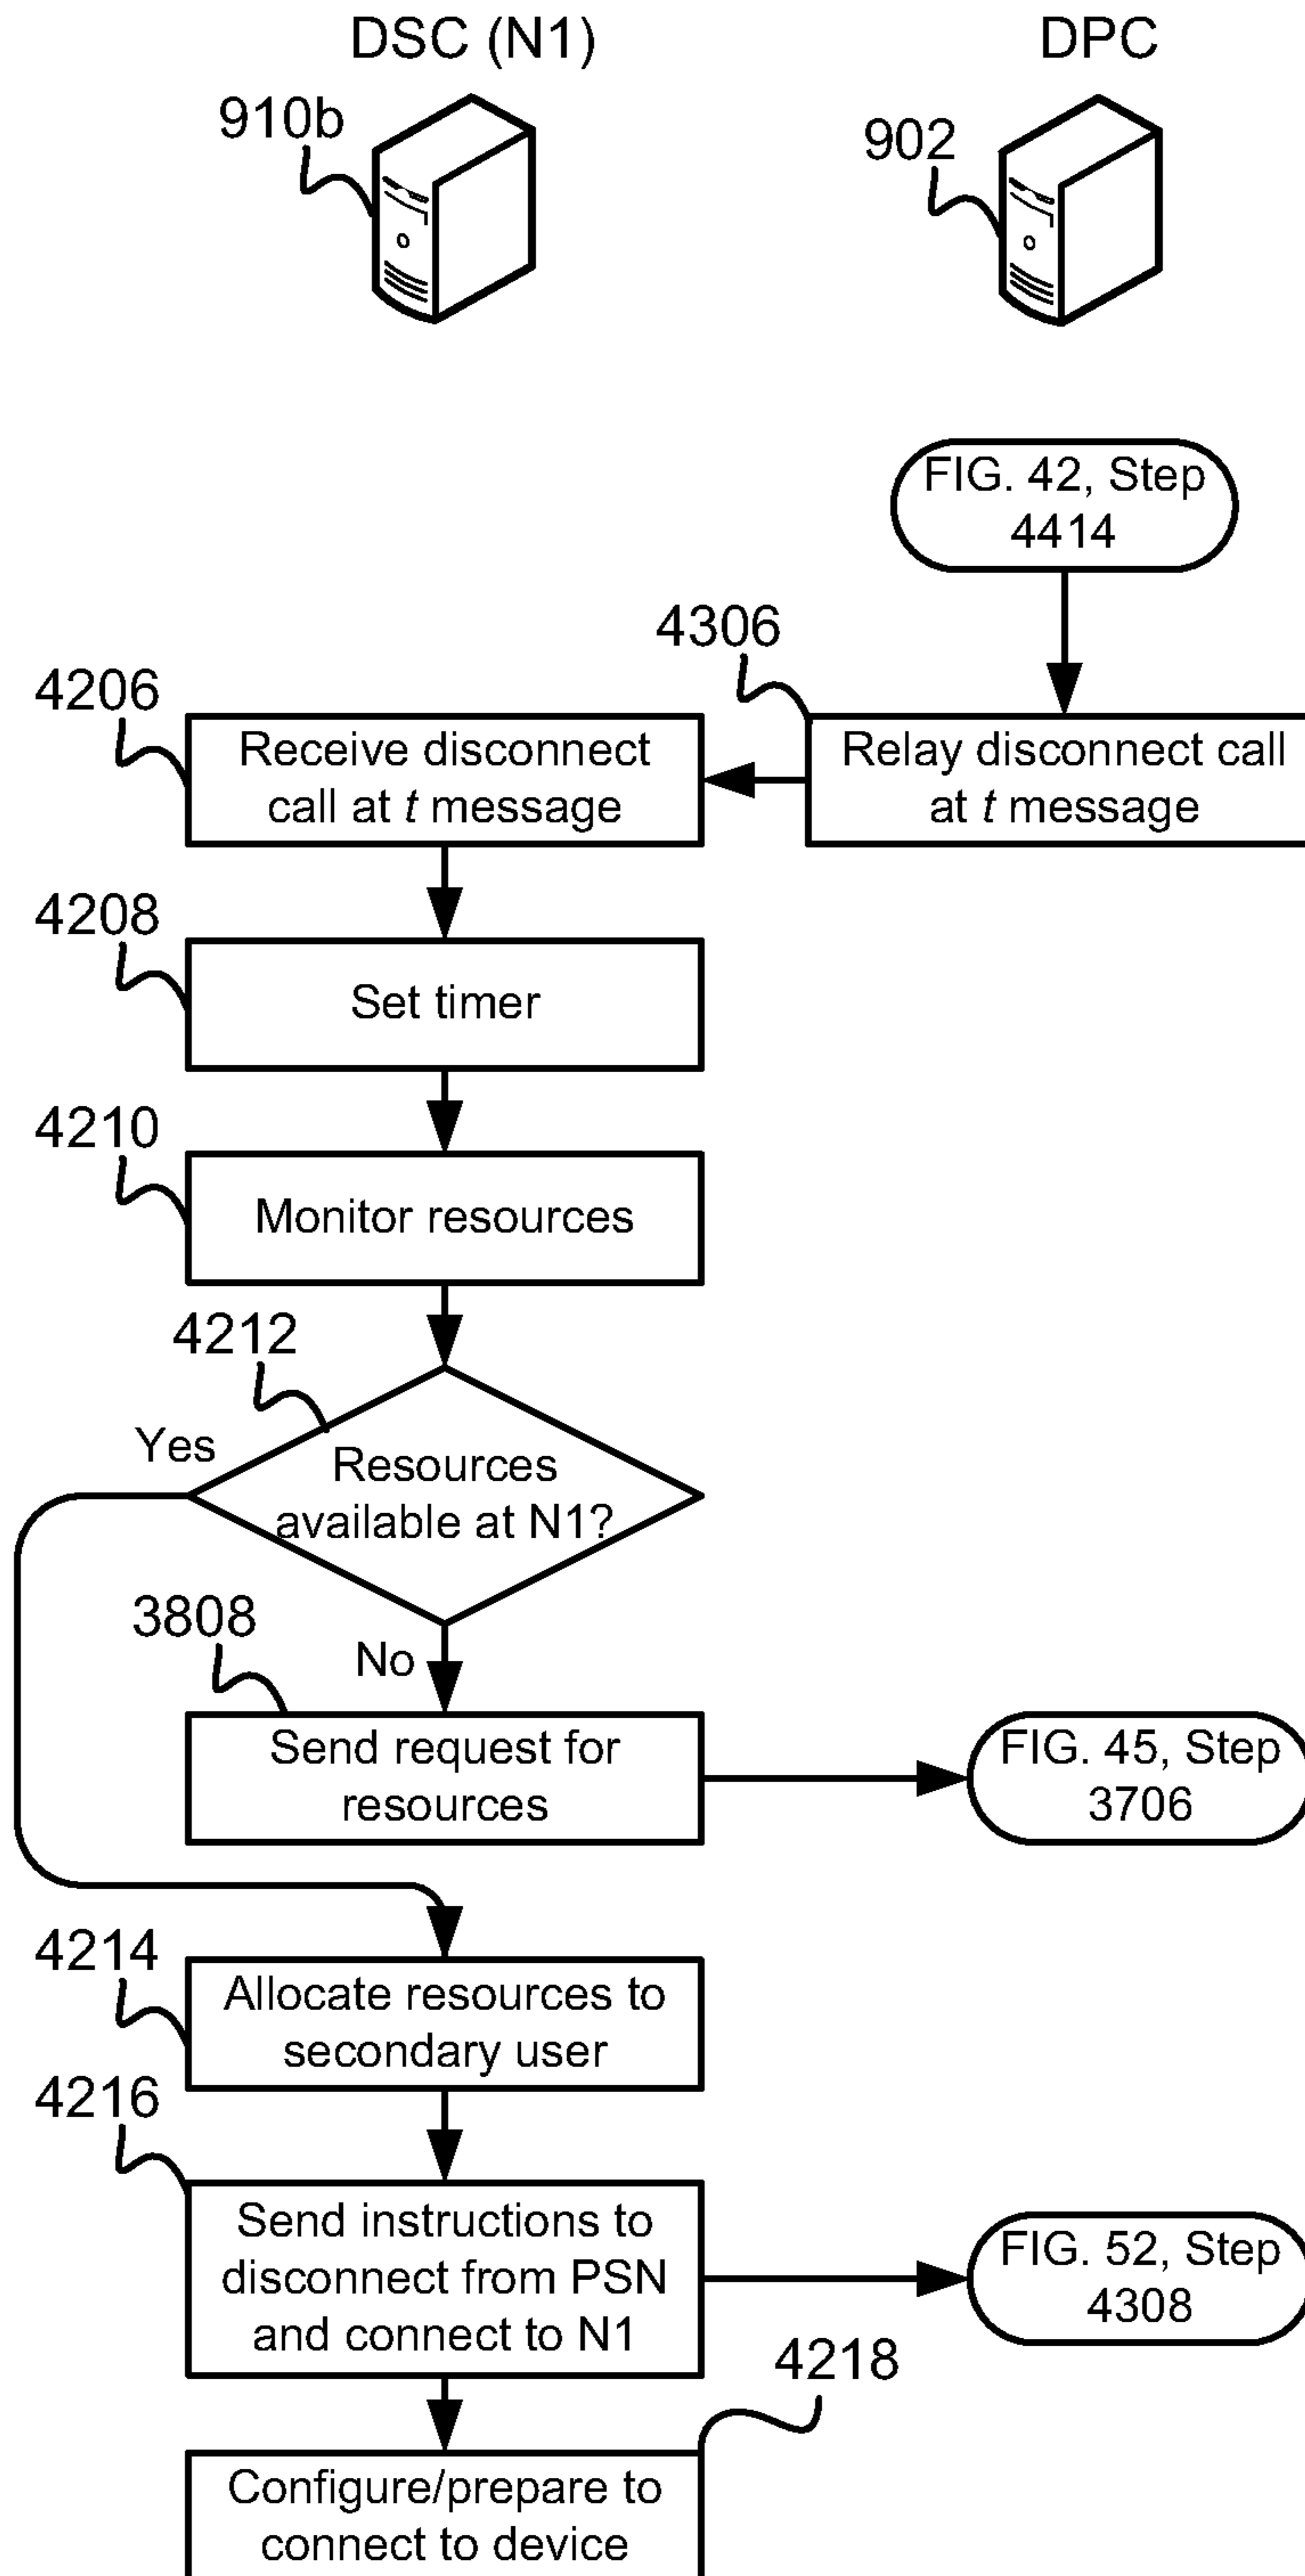 DSC (N1)
DPC
910b
902
FIG. 42, Step
4414
4306
4206
Receive disconnect
call at t message
Relay disconnect call
at t message
4208
Set timer
4210
Monitor resources
4212
Yes
Resources
available at N1?
3808
No
Send request for
resources
FIG. 45, Step
3706
4214
Allocate resources to
secondary user
4216
Send instructions to
disconnect from PSN
and connect to N1
FIG. 52, Step
4308
4218
Configure/prepare to
connect to device